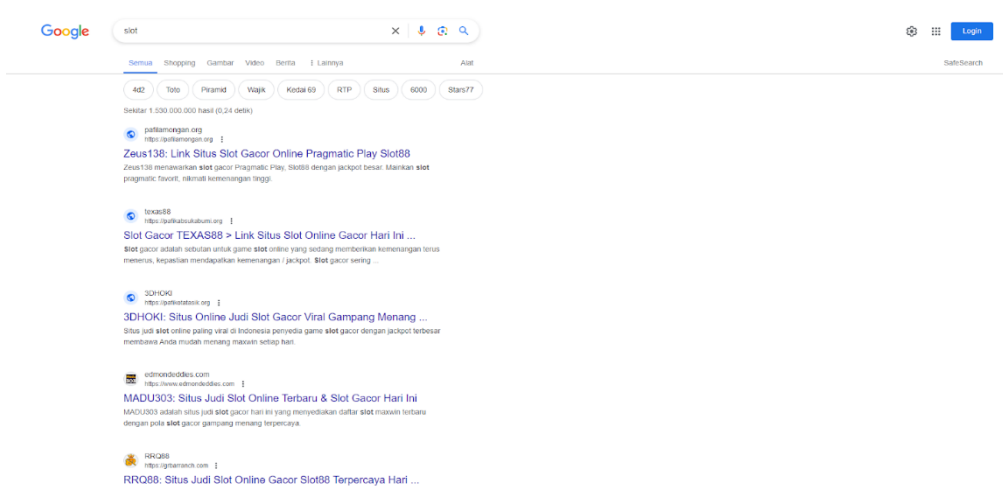 Google
slot
Login
Semua Shopping Gambar Video Berita Lainnya Alat SafeSearch
4d2 Toto Piramid Wajik Kedai 69 RTP Situs 6000 Stars77
Sekitar 1.530.000.000 hasil (0,24 detik)
pafilamongan.org
https://pafilamongan.org
Zeus138: Link Situs Slot Gacor Online Pragmatic Play Slot88
Zeus138 menawarkan slot gacor Pragmatic Play, Slot88 dengan jackpot besar. Mainkan slot
pragmatic favorit, nikmati kemenangan tinggi.
texas88
https://pafikabsukabumi.org
Slot Gacor TEXAS88 > Link Situs Slot Online Gacor Hari Ini ...
Slot gacor adalah sebutan untuk game slot online yang sedang memberikan kemenangan terus
menerus, kepastian mendapatkan kemenangan / jackpot. Slot gacor sering ...
3DHOKI
https://pafikotatasik.org
3DHOKI: Situs Online Judi Slot Gacor Viral Gampang Menang ...
Situs judi slot online paling viral di Indonesia penyedia game slot gacor dengan jackpot terbesar
membawa Anda mudah menang maxwin setiap hari.
edmondeddies.com
https://www.edmondeddies.com
MADU303: Situs Judi Slot Online Terbaru & Slot Gacor Hari Ini
MADU303 adalah situs judi slot gacor hari ini yang menyediakan daftar slot maxwin terbaru
dengan pola slot gacor gampang menang terpercaya.
RRQ88
RRQ88: Situs Judi Slot Online Gacor Slot88 Terpercaya Hari ...